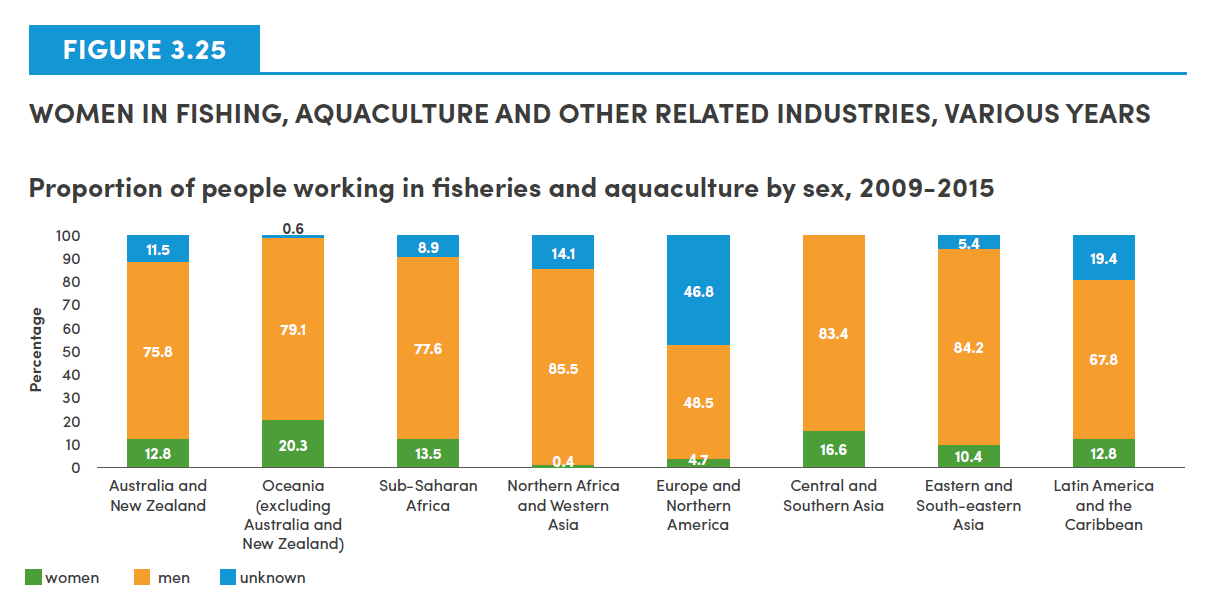 FIGURE 3.25
WOMEN IN FISHING, AQUACULTURE AND OTHER RELATED INDUSTRIES, VARIOUS YEARS
Proportion of people working in fisheries and aquaculture by sex, 2009-2015
Percentage
100
90
80
70
60
50
40
30
20
10
0
11.5
75.8
12.8
0.6
79.1
20.3
8.9
77.6
13.5
14.1
85.5
0.4
46.8
48.5
4.7
83.4
16.6
5.4
84.2
10.4
19.4
67.8
12.8
Australia and
New Zealand
Oceania
(excluding
Australia and
New Zealand)
Sub-Saharan
Africa
Northern Africa
and Western
Asia
Europe and
Northern
America
Central and
Southern Asia
Eastern and
South-eastern
Asia
Latin America
and the
Caribbean
women
men
unknown